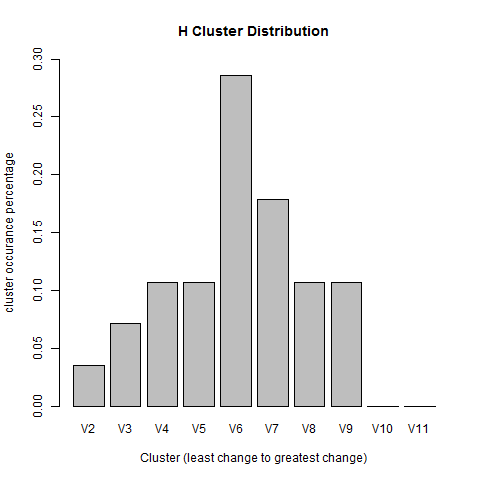 H Cluster Distribution
cluster occurance percentage
0.30
0.25
0.20
0.15
0.10
0.05
0.00
V2 V3 V4 V5 V6 V7 V8 V9 V10 V11
Cluster (least change to greatest change)